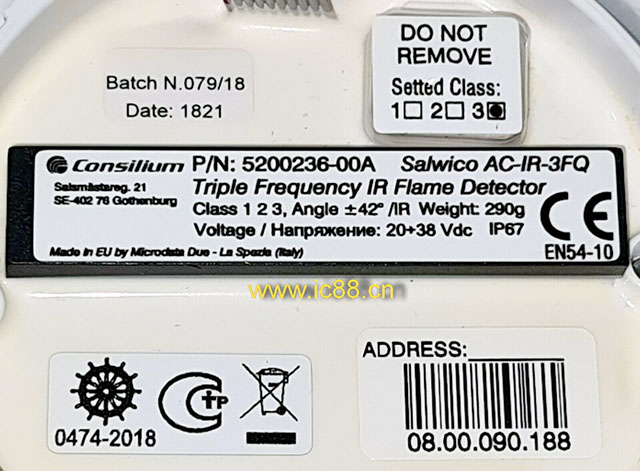 Batch N.079/18
Date: 1821
DO NOT
REMOVE
Setted Class:
1 2 3
Consilium P/N: 5200236-00A Salwico AC-IR-3FQ
Salsmästareg. 21
SE-402 76 Gothenburg
Triple Frequency IR Flame Detector
Class 1 2 3, Angle ±42° /IR Weight: 290g
Voltage / Напряжение: 20÷38 Vdc IP67
Made in EU by Microdata Due - La Spezia (Italy)
CE
EN54-10
www.ic88.cn
0474-2018
ADDRESS:
08.00.090.188